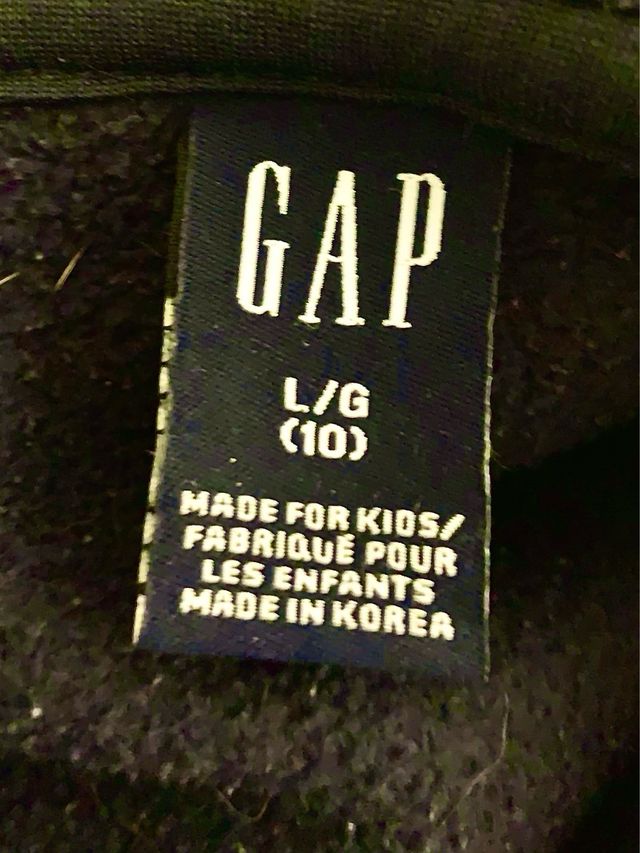 GAP
L/G
(10)
MADE FOR KIDS/
FABRIQUÉ POUR
LES ENFANTS
MADE IN KOREA